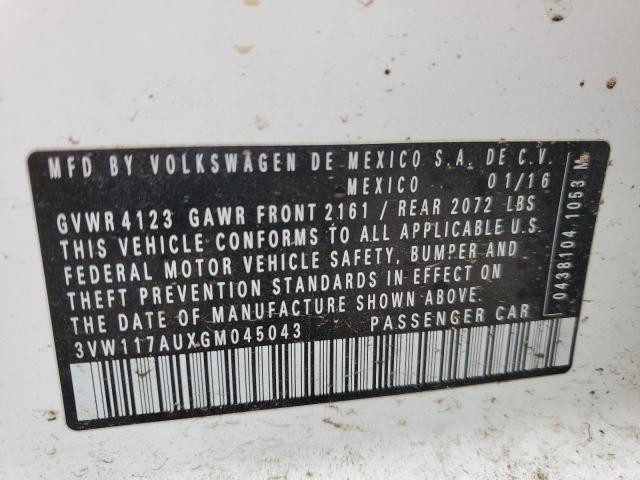 MFD BY VOLKSWAGEN DE MEXICO S.A. DE C.V.
MEXICO 01/16
GVWR 4123 GAWR FRONT 2161 / REAR 2072 LBS
THIS VEHICLE CONFORMS TO ALL APPLICABLE U.S.
FEDERAL MOTOR VEHICLE SAFETY, BUMPER AND
THEFT PREVENTION STANDARDS IN EFFECT ON
THE DATE OF MANUFACTURE SHOWN ABOVE.
3VW117AUXGM045043 PASSENGER CAR
0438104 1053 M